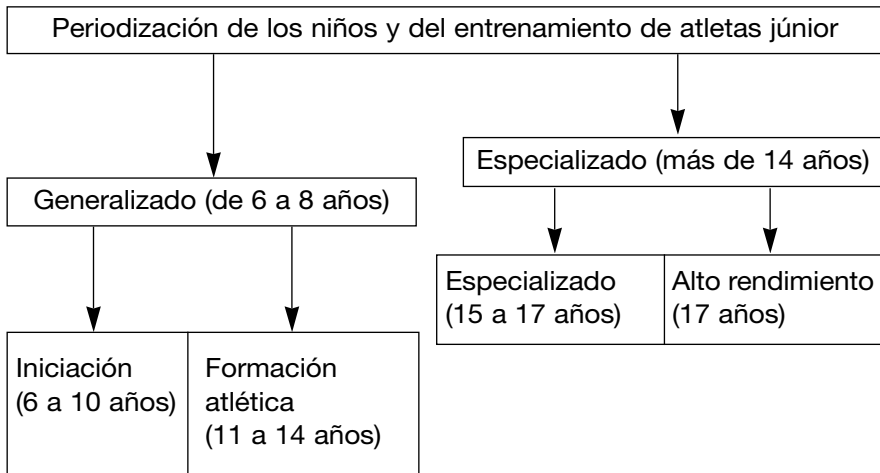 Periodización de los niños y del entrenamiento de atletas júnior
Generalizado (de 6 a 8 años)
Iniciación
(6 a 10 años)
Formación
atlética
(11 a 14 años)
Especializado (más de 14 años)
Especializado
(15 a 17 años)
Alto rendimiento
(17 años)